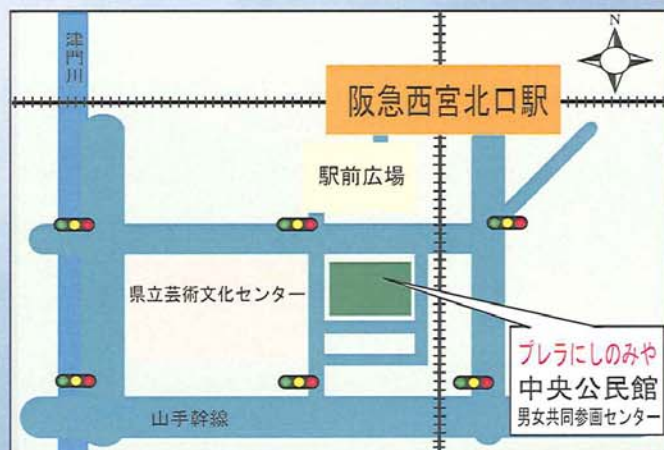 N
津門川
阪急西宮北口駅
駅前広場
県立芸術文化センター
プレラにしのみや
中央公民館
男女共同参画センター
山手幹線